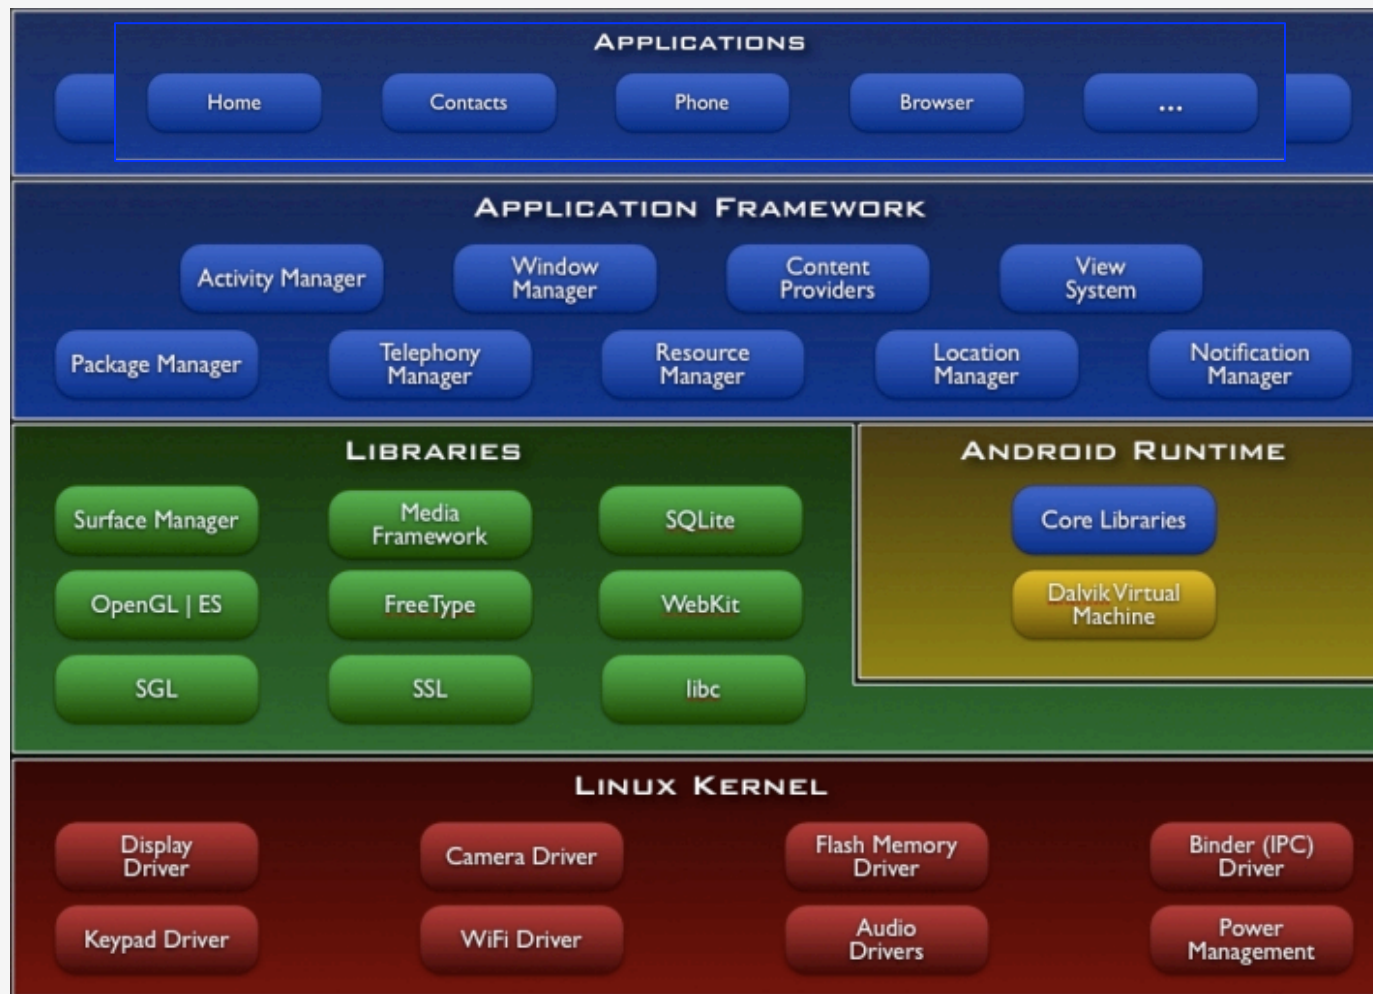 APPLICATIONS
Home
Contacts
Phone
Browser
...
APPLICATION FRAMEWORK
Activity Manager
Window
Manager
Content
Providers
View
System
Package Manager
Telephony
Manager
Resource
Manager
Location
Manager
Notification
Manager
LIBRARIES
Surface Manager
Media
Framework
SQLite
OpenGL | ES
FreeType
WebKit
SGL
SSL
libc
ANDROID RUNTIME
Core Libraries
Dalvik Virtual
Machine
LINUX KERNEL
Display
Driver
Camera Driver
Flash Memory
Driver
Binder (IPC)
Driver
Keypad Driver
WiFi Driver
Audio
Drivers
Power
Management